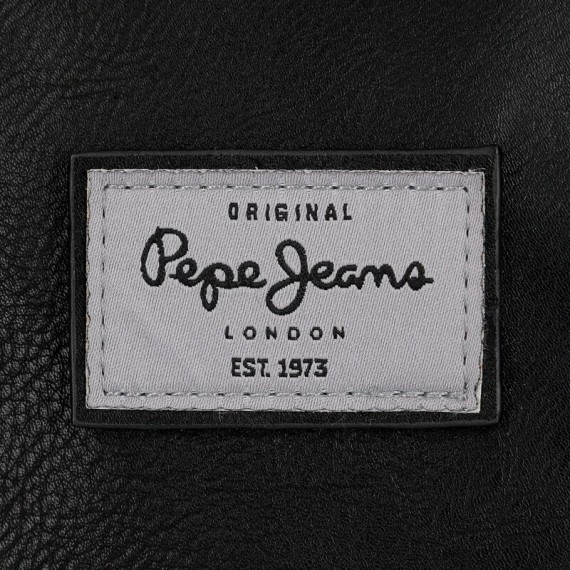 ORIGINAL
Pepe Jeans
LONDON
EST. 1973